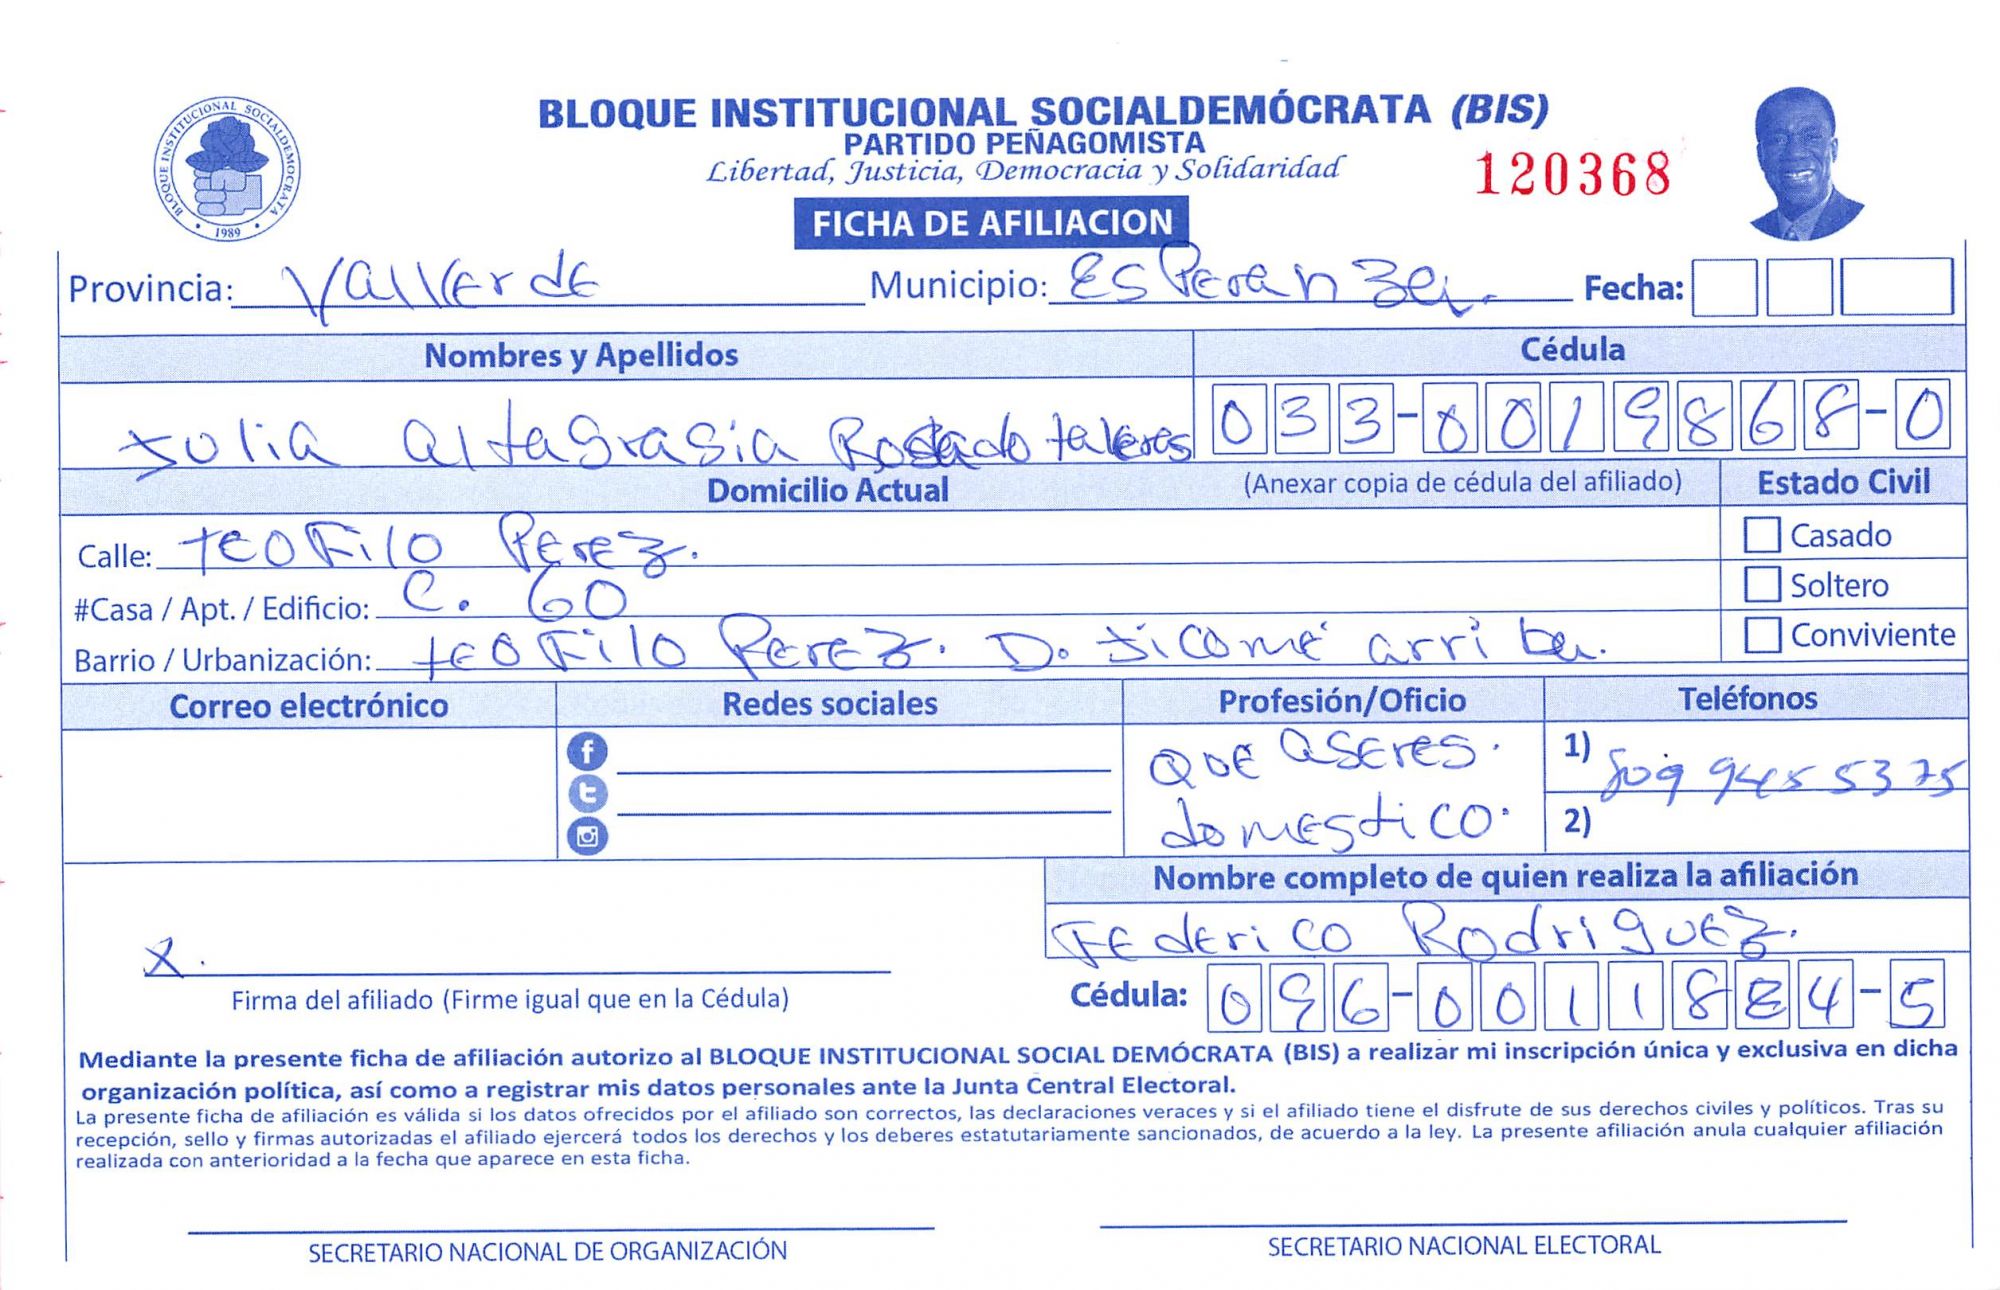 BLOQUE INSTITUCIONAL SOCIALDEMÓCRATA (BIS)
PARTIDO PEÑAGOMISTA
Libertad, Justicia, Democracia y Solidaridad
120368
BLOQUE INSTITUCIONAL SOCIALDEMOCRATA
• 1989 •
FICHA DE AFILIACION
Provincia: Vallverde Municipio: Esperanza. Fecha:
Nombres y Apellidos Cédula
Julia altagrasia Rosado 033-0019868-0
Domicilio Actual (Anexar copia de cédula del afiliado) Estado Civil
Calle: teofilo Perez. Casado
#Casa / Apt. / Edificio: C. 60 Soltero
Barrio / Urbanización: teofilo Perez. D. Jicomé arriba. Conviviente
Correo electrónico Redes sociales Profesión/Oficio Teléfonos
Que aseres. 1) 809 945 5375
domestico. 2)
Nombre completo de quien realiza la afiliación
Federico Rodriguez.
x.
Firma del afiliado (Firme igual que en la Cédula) Cédula: 096-0011884-5
Mediante la presente ficha de afiliación autorizo al BLOQUE INSTITUCIONAL SOCIAL DEMÓCRATA (BIS) a realizar mi inscripción única y exclusiva en dicha
organización política, así como a registrar mis datos personales ante la Junta Central Electoral.
La presente ficha de afiliación es válida si los datos ofrecidos por el afiliado son correctos, las declaraciones veraces y si el afiliado tiene el disfrute de sus derechos civiles y políticos. Tras su
recepción, sello y firmas autorizadas el afiliado ejercerá todos los derechos y los deberes estatutariamente sancionados, de acuerdo a la ley. La presente afiliación anula cualquier afiliación
realizada con anterioridad a la fecha que aparece en esta ficha.
SECRETARIO NACIONAL DE ORGANIZACIÓN SECRETARIO NACIONAL ELECTORAL